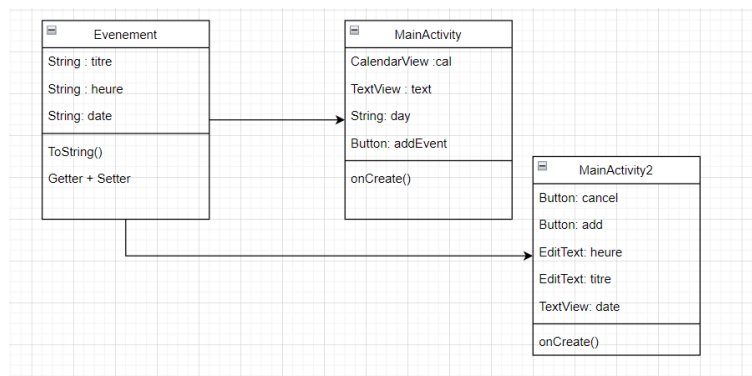 Evenement
String : titre
String : heure
String: date
ToString()
Getter + Setter
MainActivity
CalendarView :cal
TextView : text
String: day
Button: addEvent
onCreate()
MainActivity2
Button: cancel
Button: add
EditText: heure
EditText: titre
TextView: date
onCreate()